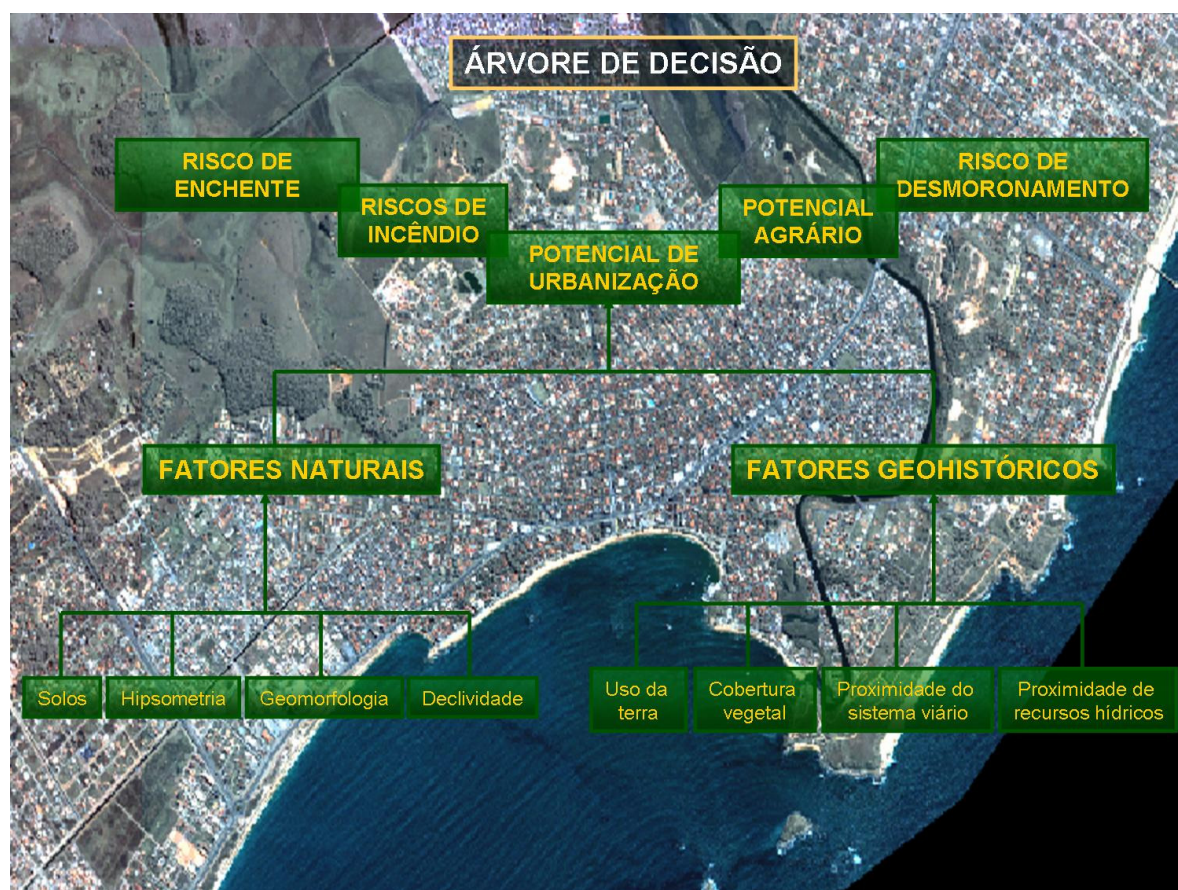 ÁRVORE DE DECISÃO
RISCO DE
ENCHENTE
RISCOS DE
INCÊNDIO
POTENCIAL DE
URBANIZAÇÃO
POTENCIAL
AGRÁRIO
RISCO DE
DESMORONAMENTO
FATORES NATURAIS
FATORES GEOHISTÓRICOS
Solos
Hipsometria
Geomorfologia
Declividade
Uso da
terra
Cobertura
vegetal
Proximidade do
sistema viário
Proximidade de
recursos hídricos